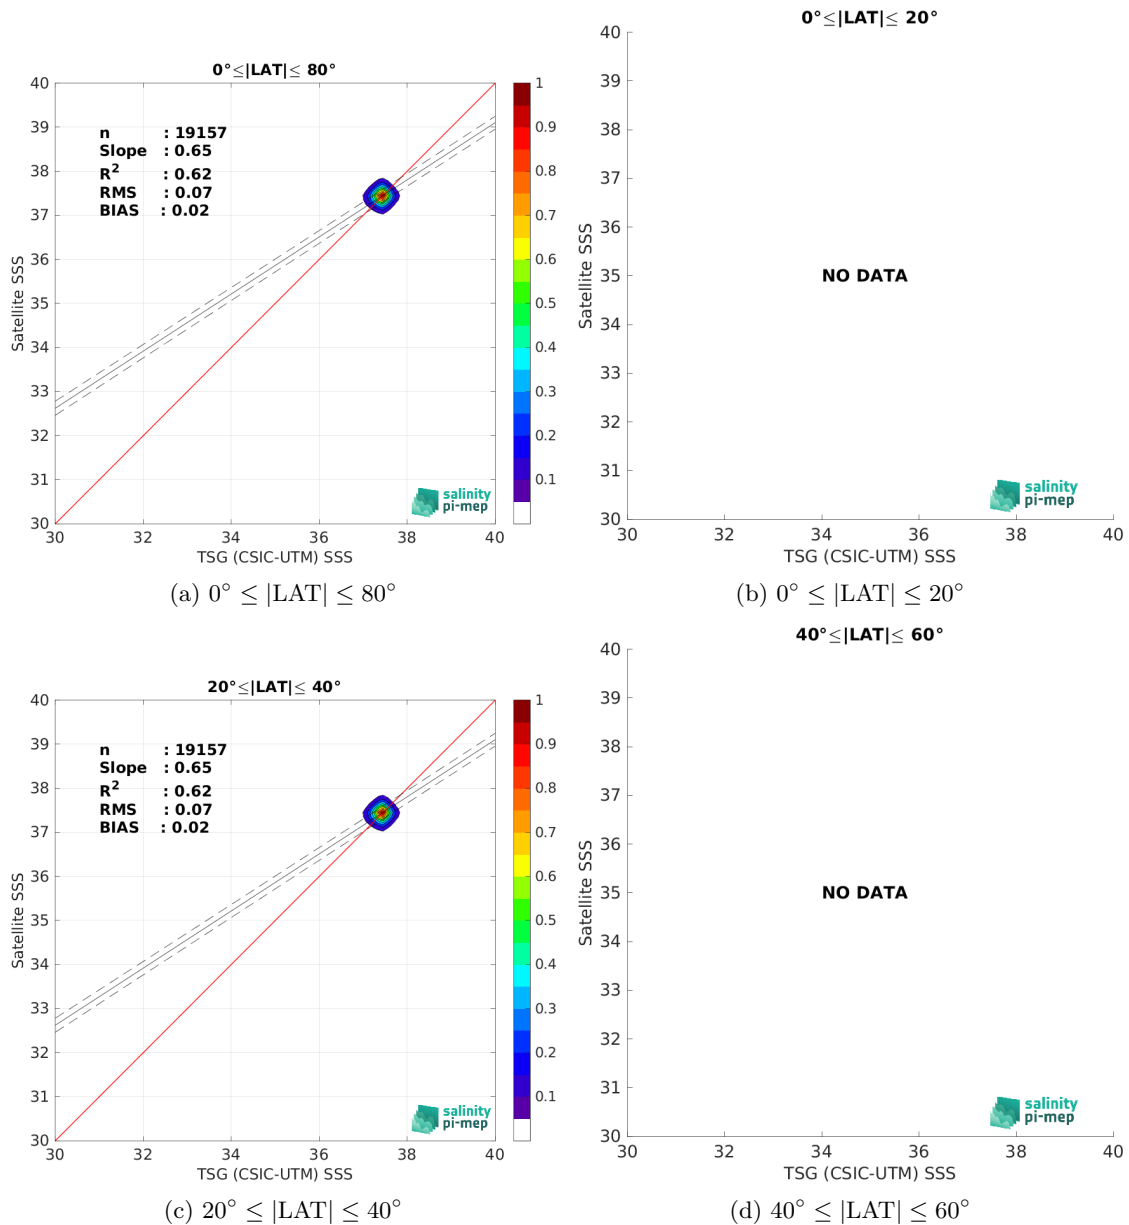 0°≤|LAT|≤ 80°
40
39
38
37
36
35
34
33
32
31
30
Satellite SSS
n : 19157
Slope : 0.65
R² : 0.62
RMS : 0.07
BIAS : 0.02
salinity
pi-mep
30 32 34 36 38 40
TSG (CSIC-UTM) SSS
1
0.9
0.8
0.7
0.6
0.5
0.4
0.3
0.2
0.1
(a) 0° ≤ |LAT| ≤ 80°
0°≤|LAT|≤ 20°
40
39
38
37
36
35
34
33
32
31
30
Satellite SSS
NO DATA
salinity
pi-mep
30 32 34 36 38 40
TSG (CSIC-UTM) SSS
(b) 0° ≤ |LAT| ≤ 20°
20°≤|LAT|≤ 40°
40
39
38
37
36
35
34
33
32
31
30
Satellite SSS
n : 19157
Slope : 0.65
R² : 0.62
RMS : 0.07
BIAS : 0.02
salinity
pi-mep
30 32 34 36 38 40
TSG (CSIC-UTM) SSS
1
0.9
0.8
0.7
0.6
0.5
0.4
0.3
0.2
0.1
(c) 20° ≤ |LAT| ≤ 40°
40°≤|LAT|≤ 60°
40
39
38
37
36
35
34
33
32
31
30
Satellite SSS
NO DATA
salinity
pi-mep
30 32 34 36 38 40
TSG (CSIC-UTM) SSS
(d) 40° ≤ |LAT| ≤ 60°